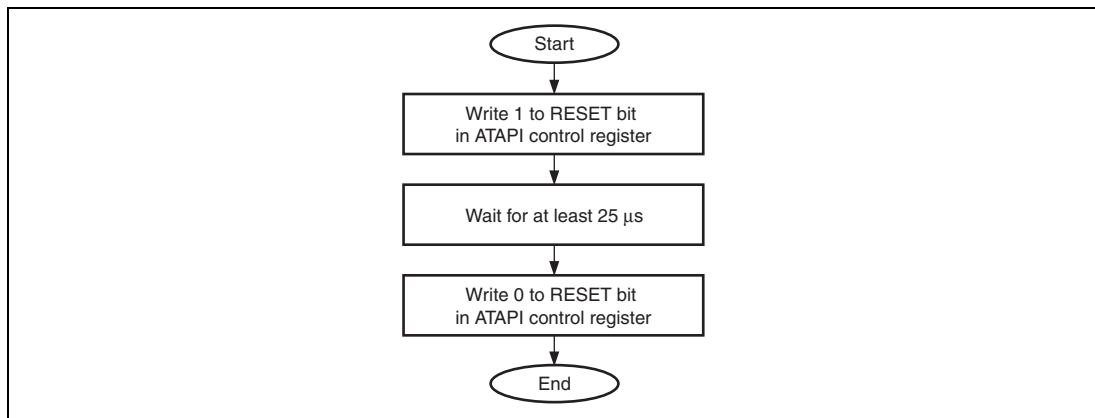 Start
Write 1 to RESET bit
in ATAPI control register
Wait for at least 25 μs
Write 0 to RESET bit
in ATAPI control register
End